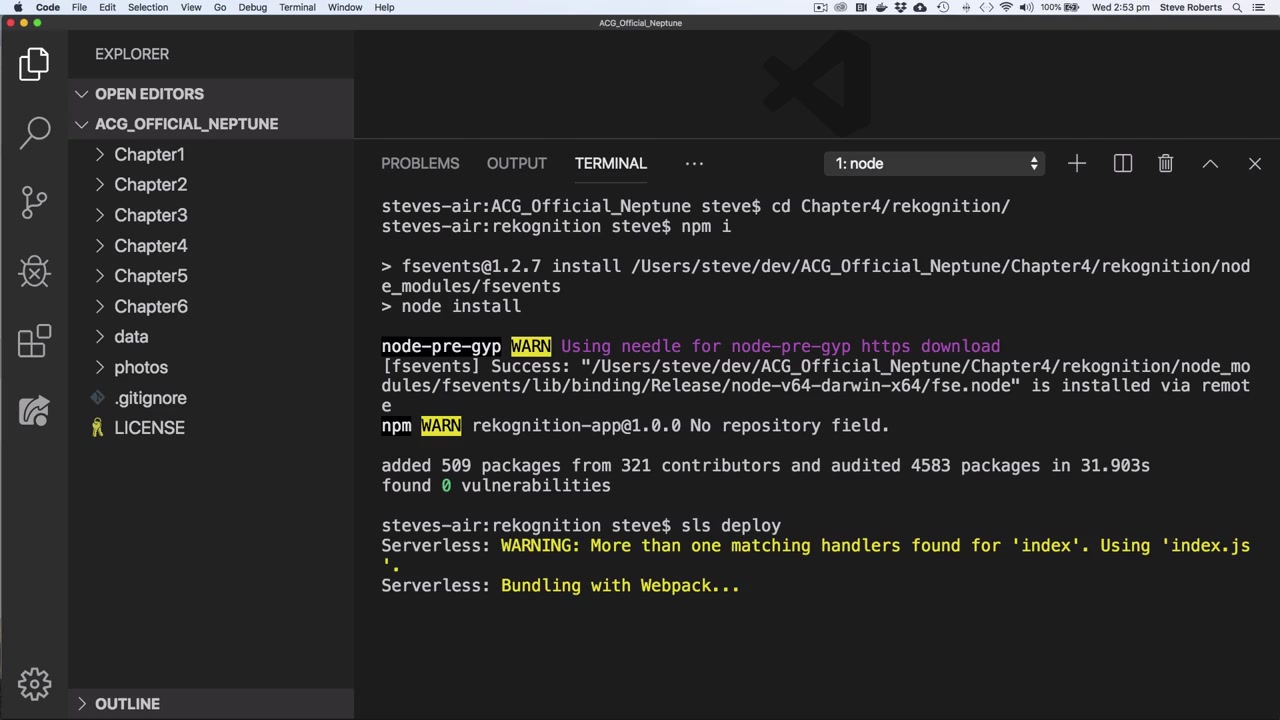 Code File Edit Selection View Go Debug Terminal Window Help 100% Wed 2:53 pm Steve Roberts
ACG_Official_Neptune
EXPLORER
OPEN EDITORS
ACG_OFFICIAL_NEPTUNE
Chapter1
Chapter2
Chapter3
Chapter4
Chapter5
Chapter6
data
photos
.gitignore
LICENSE
OUTLINE
PROBLEMS OUTPUT TERMINAL ... 1: node
steves-air:ACG_Official_Neptune steve$ cd Chapter4/rekognition/
steves-air:rekognition steve$ npm i
> fsevents@1.2.7 install /Users/steve/dev/ACG_Official_Neptune/Chapter4/rekognition/nod
e_modules/fsevents
> node install
node-pre-gyp WARN Using needle for node-pre-gyp https download
[fsevents] Success: "/Users/steve/dev/ACG_Official_Neptune/Chapter4/rekognition/node_mo
dules/fsevents/lib/binding/Release/node-v64-darwin-x64/fse.node" is installed via remot
e
npm WARN rekognition-app@1.0.0 No repository field.
added 509 packages from 321 contributors and audited 4583 packages in 31.903s
found 0 vulnerabilities
steves-air:rekognition steve$ sls deploy
Serverless: WARNING: More than one matching handlers found for 'index'. Using 'index.js
'.
Serverless: Bundling with Webpack...